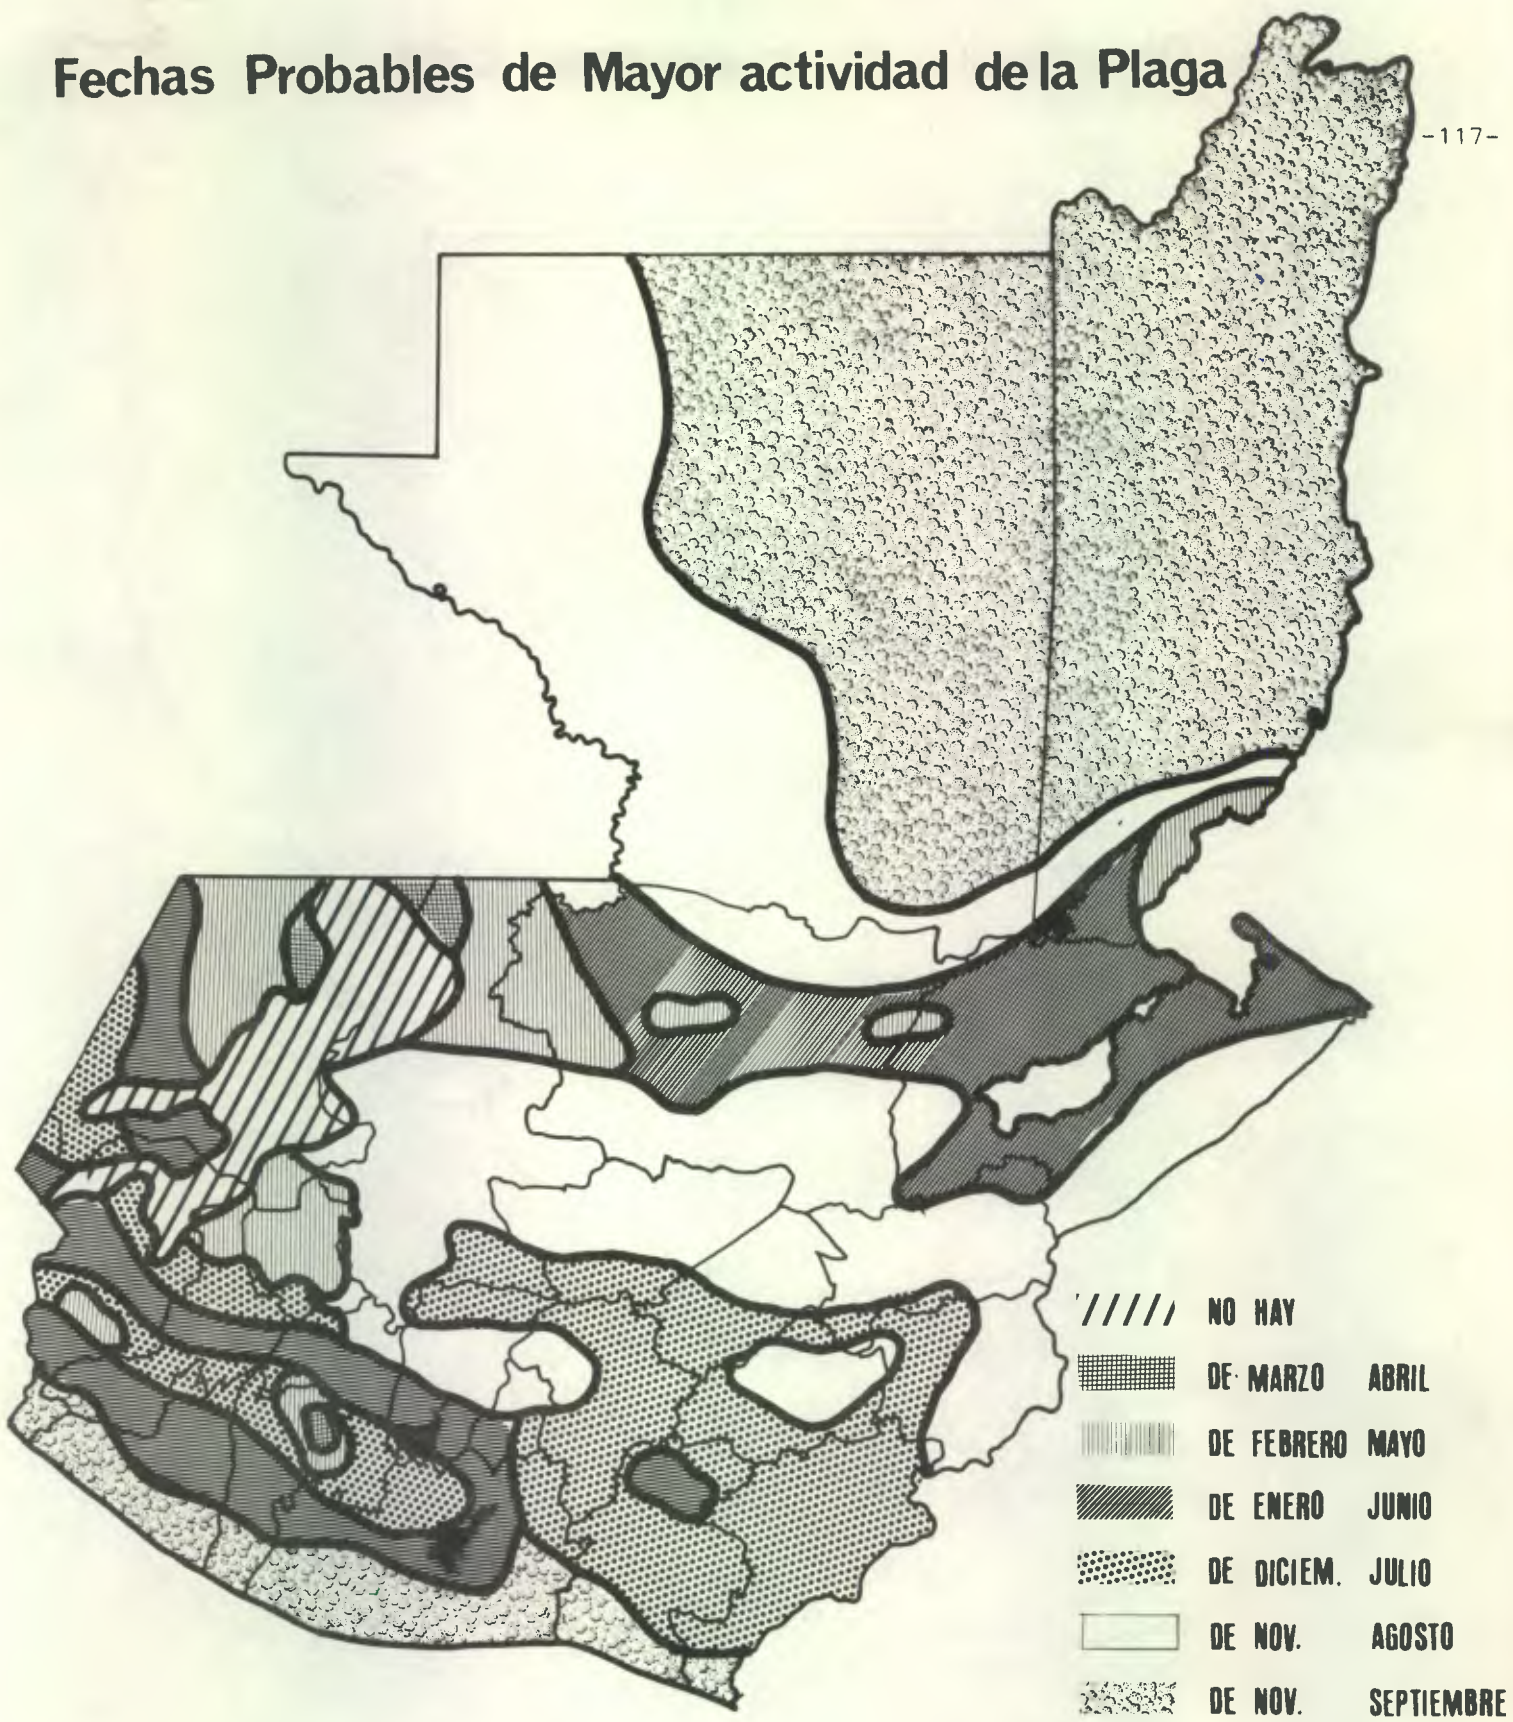 Fechas Probables de Mayor actividad de la Plaga
-117-
NO HAY
DE MARZO ABRIL
DE FEBRERO MAYO
DE ENERO JUNIO
DE DICIEM. JULIO
DE NOV. AGOSTO
DE NOV. SEPTIEMBRE